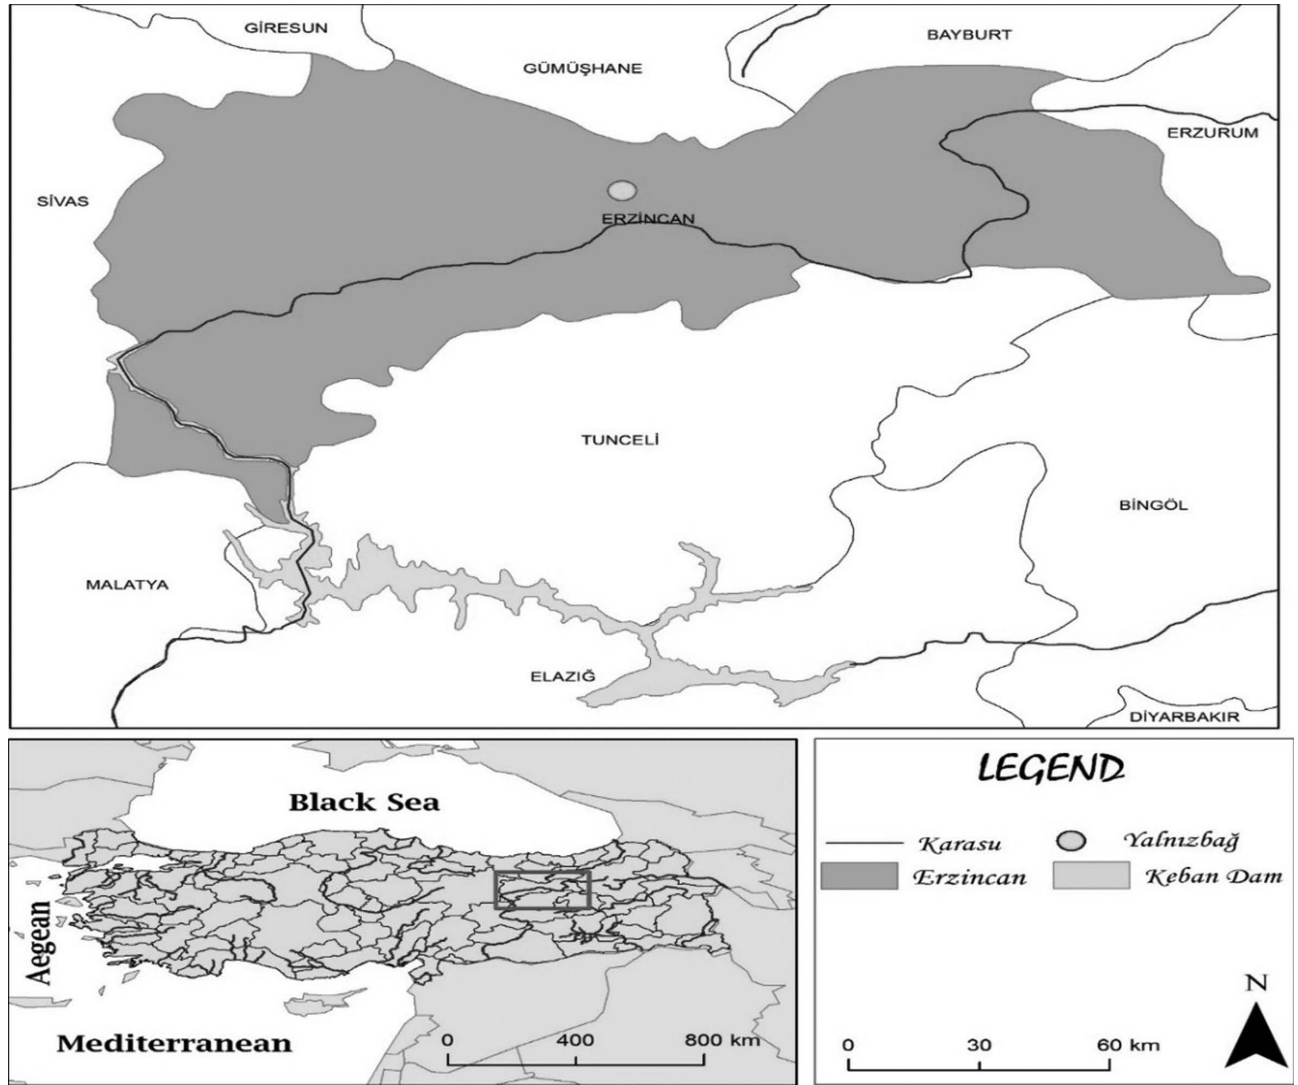 GİRESUN
BAYBURT
GÜMÜŞHANE
ERZURUM
SİVAS
ERZİNCAN
TUNCELİ
BİNGÖL
MALATYA
ELAZIĞ
DİYARBAKIR
Black Sea
Aegean
Mediterranean
0 400 800 km
LEGEND
Karasu
Yalnızbağ
Erzincan
Keban Dam
N
0 30 60 km